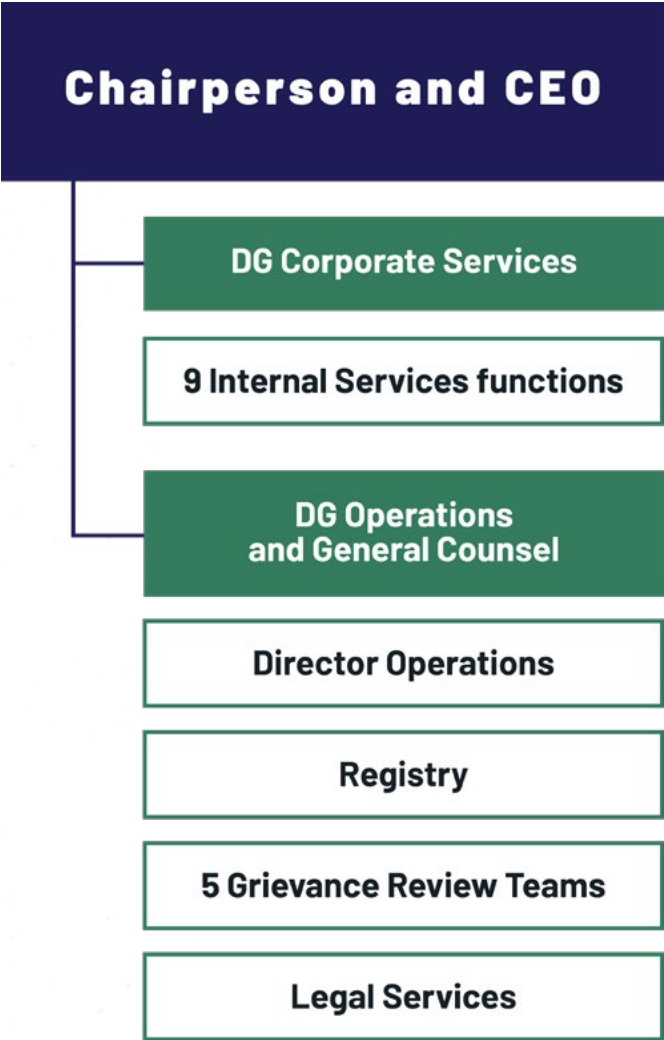 Chairperson and CEO
DG Corporate Services
9 Internal Services functions
DG Operations
and General Counsel
Director Operations
Registry
5 Grievance Review Teams
Legal Services